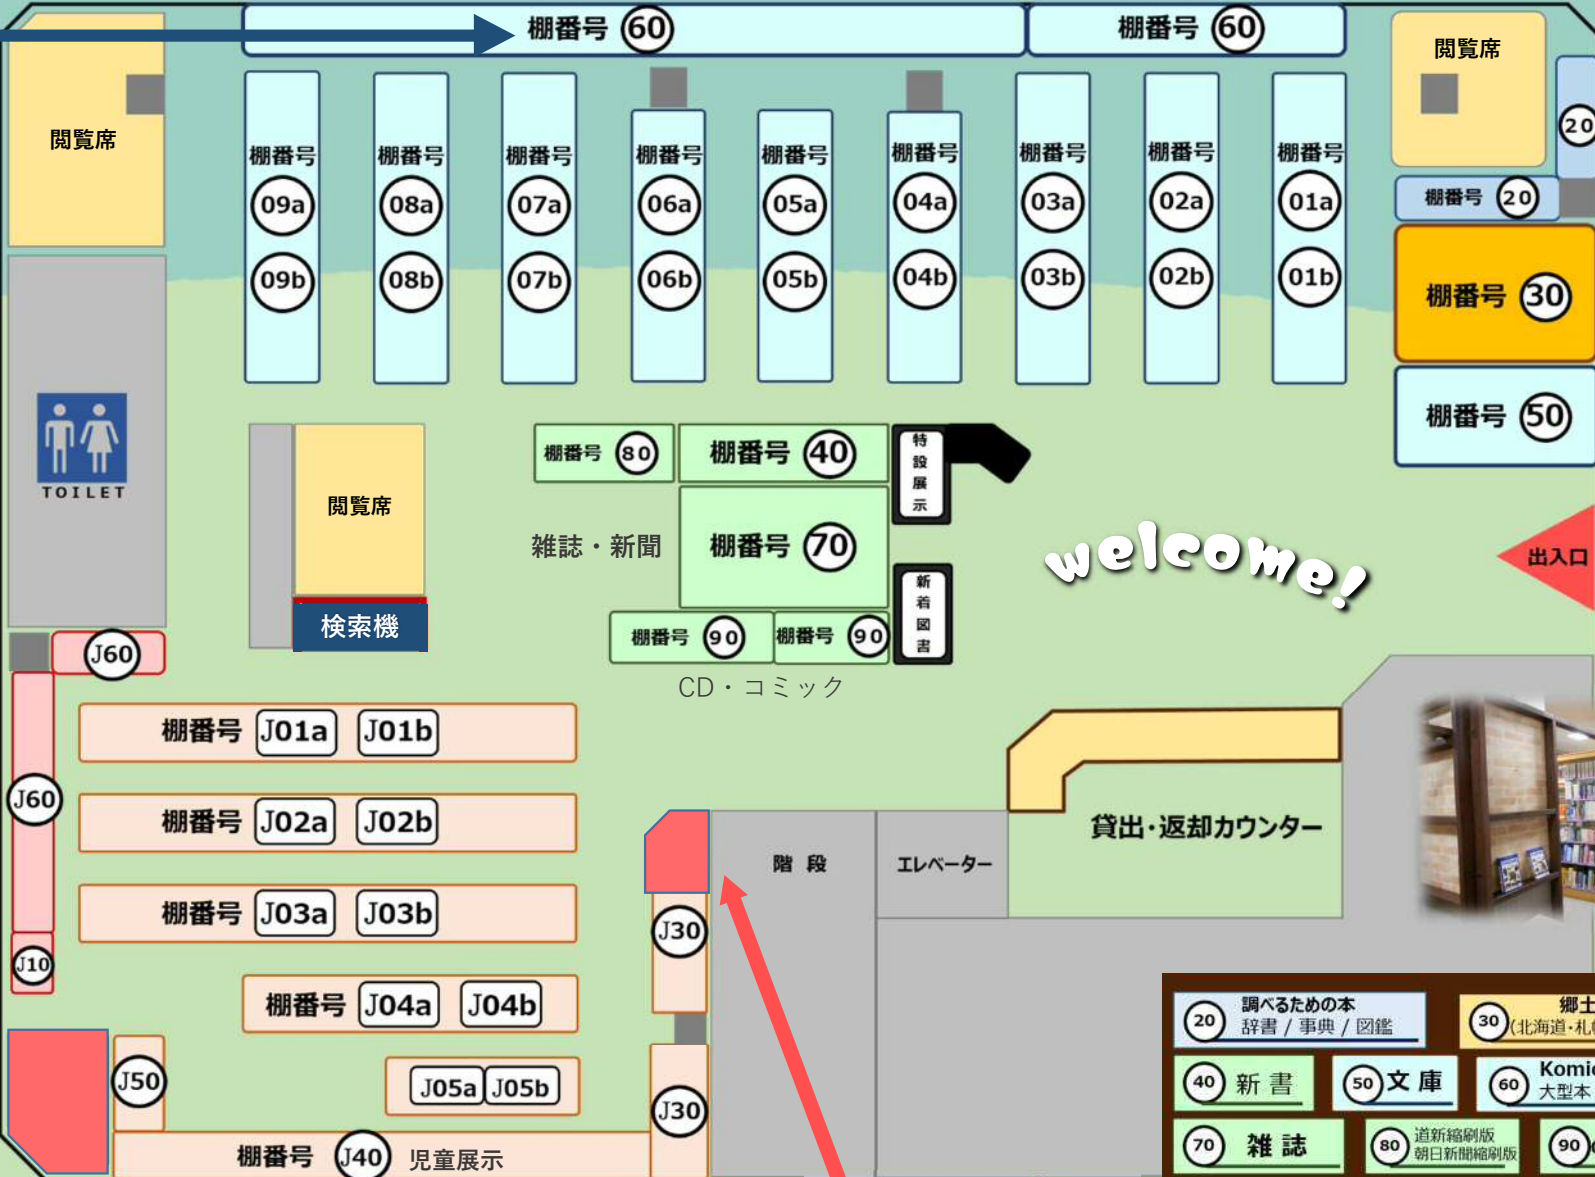 棚番号 60
棚番号 60
閲覧席
閲覧席
20
棚番号 20
棚番号 09a 09b
棚番号 08a 08b
棚番号 07a 07b
棚番号 06a 06b
棚番号 05a 05b
棚番号 04a 04b
棚番号 03a 03b
棚番号 02a 02b
棚番号 01a 01b
棚番号 30
棚番号 50
TOILET
閲覧席
検索機
棚番号 80
棚番号 40
特設展示
雑誌・新聞
棚番号 70
welcome!
出入口
新着図書
棚番号 90
棚番号 90
CD・コミック
J60
棚番号 J01a J01b
J60
棚番号 J02a J02b
棚番号 J03a J03b
J10
棚番号 J04a J04b
J50
J05a J05b
J30
J30
棚番号 J40 児童展示
階段
エレベーター
貸出・返却カウンター
20 調べるための本
辞書 / 事典 / 図鑑
30 郷土
(北海道・札
40 新書
50 文庫
60 Komi
大型本
70 雑誌
80 道新縮刷版
朝日新聞縮刷版
90